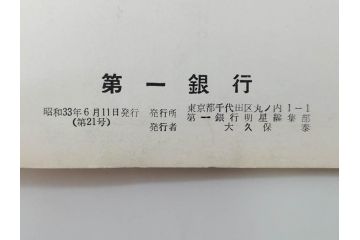 第一銀行
昭和33年6月11日発行 発行所 東京都千代田区丸ノ内1-1
(第21号) 第一銀行明星編集部
発行者 大久保 泰